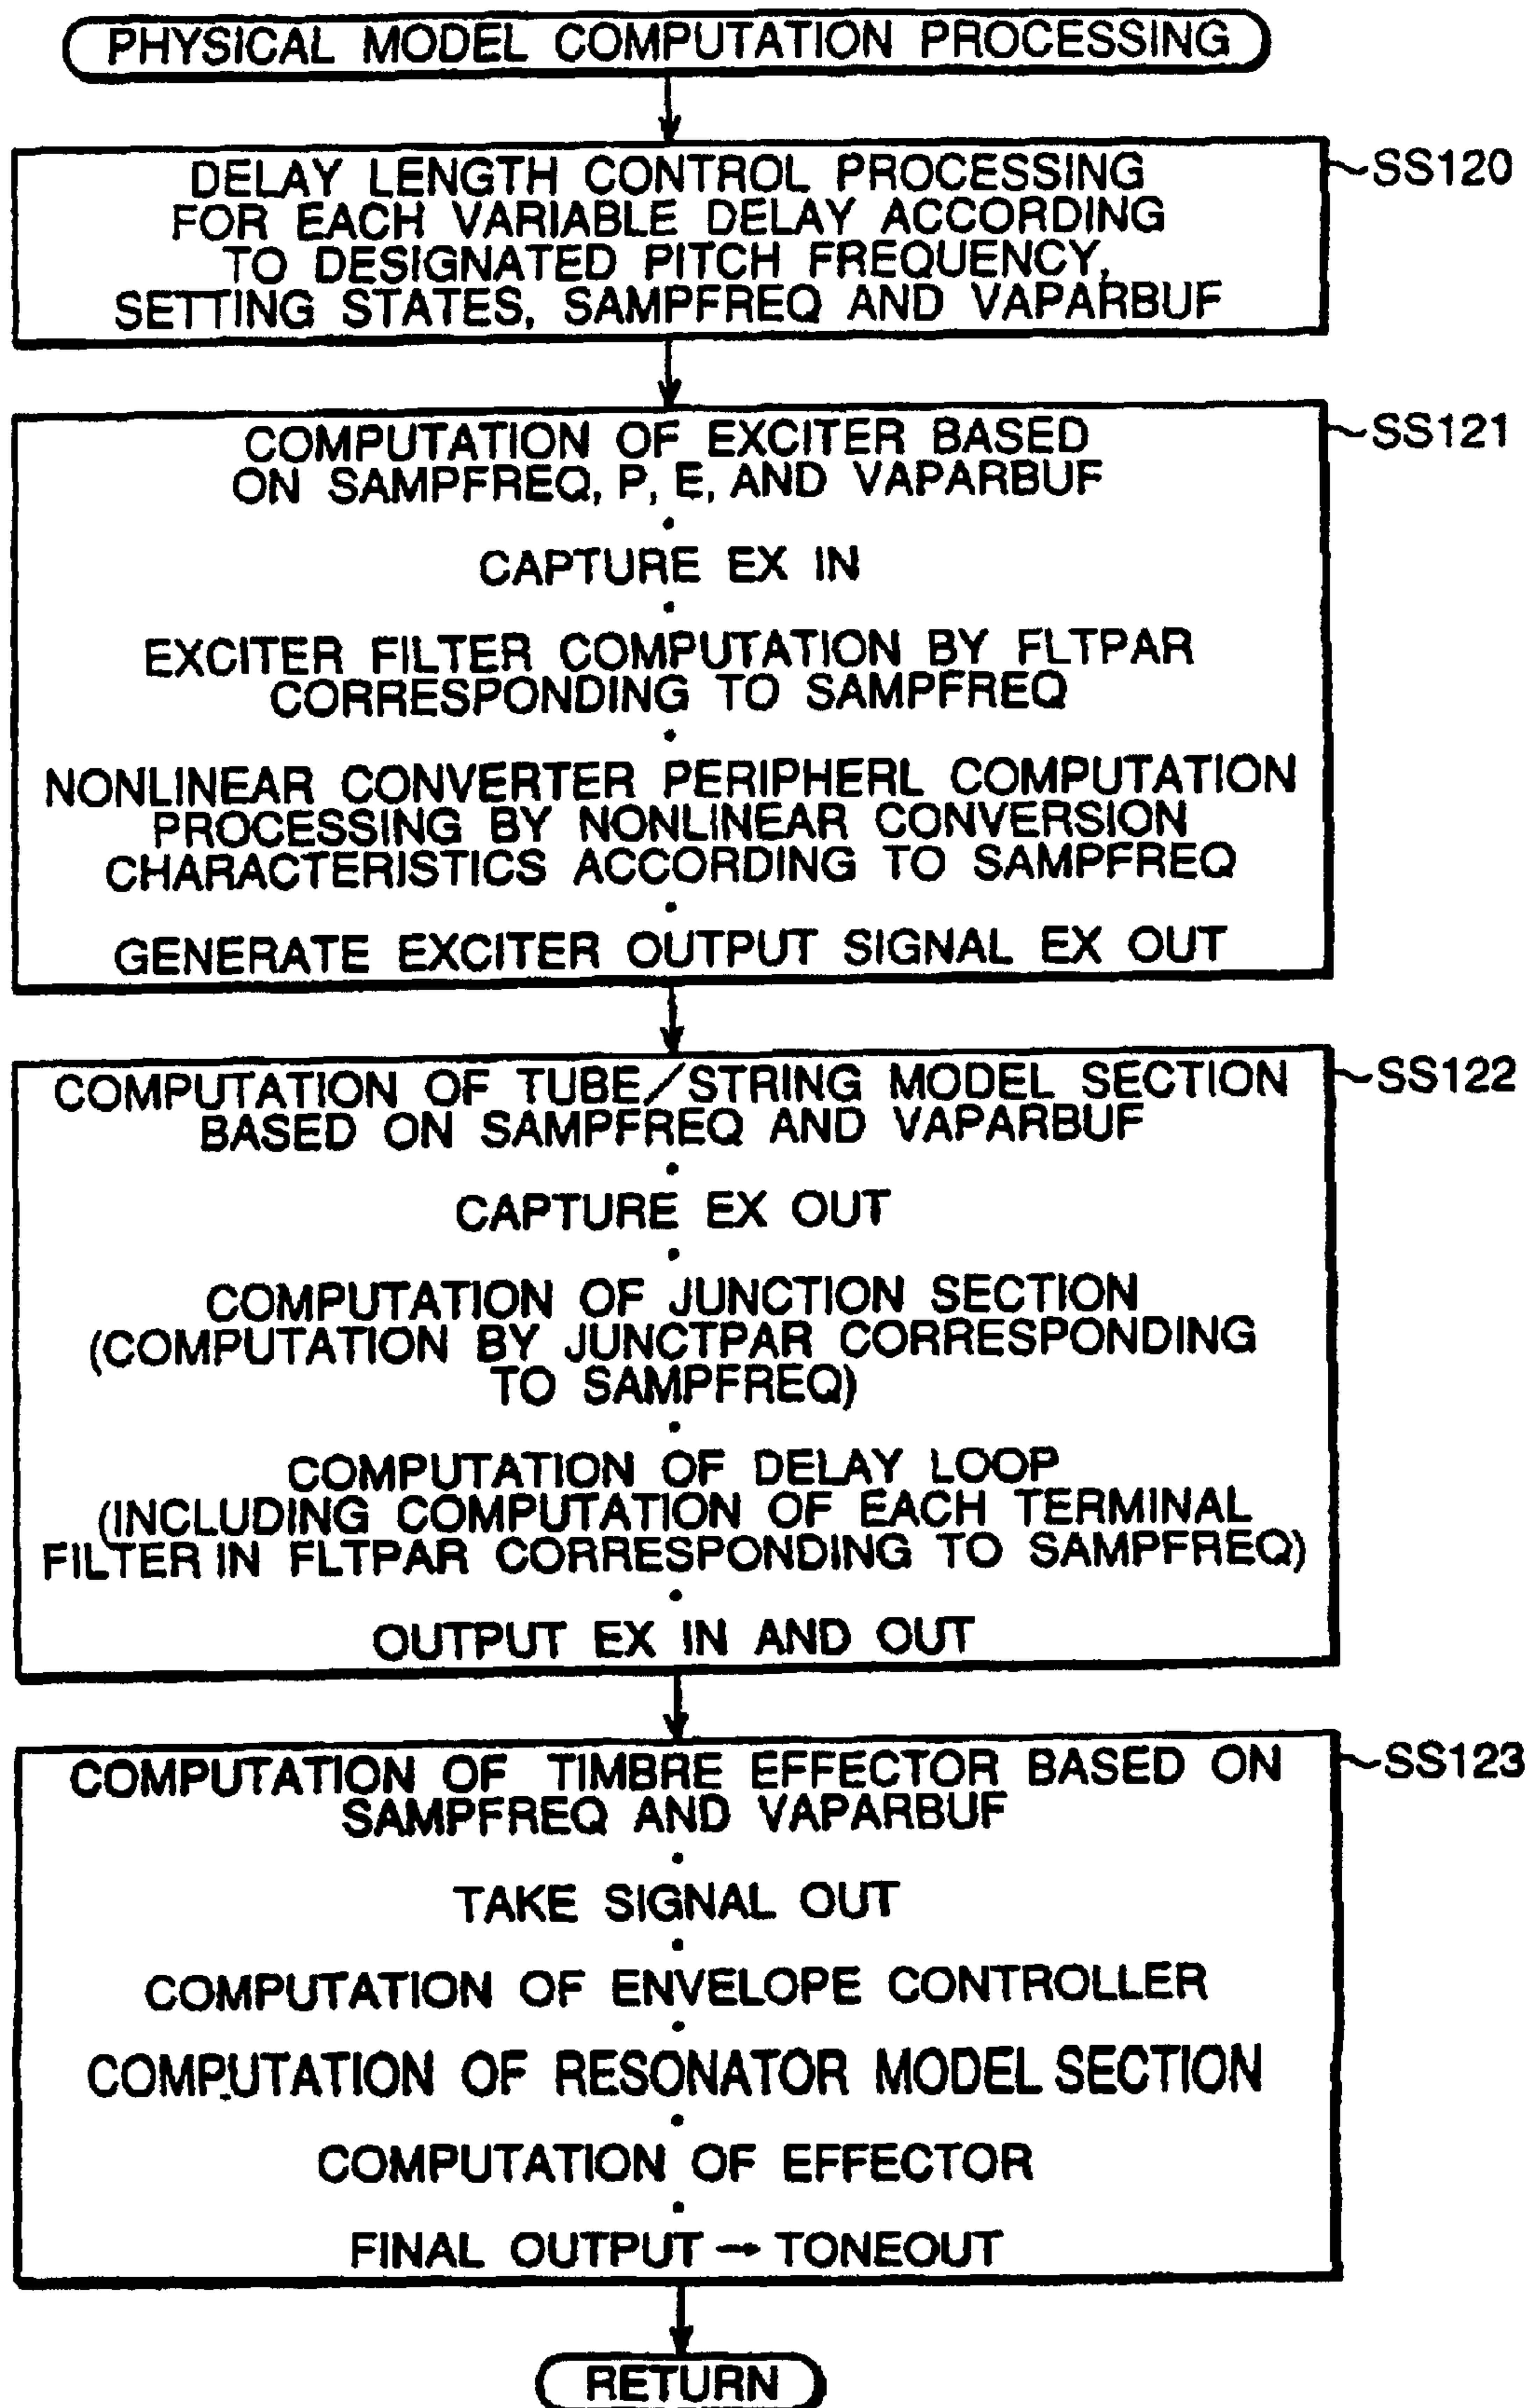 PHYSICAL MODEL COMPUTATION PROCESSING
DELAY LENGTH CONTROL PROCESSING
FOR EACH VARIABLE DELAY ACCORDING
TO DESIGNATED PITCH FREQUENCY,
SETTING STATES, SAMPFREQ AND VAPARBUF
SS120
COMPUTATION OF EXCITER BASED
ON SAMPFREQ, P, E, AND VAPARBUF
SS121
CAPTURE EX IN
EXCITER FILTER COMPUTATION BY FLTPAR
CORRESPONDING TO SAMPFREQ
NONLINEAR CONVERTER PERIPHERL COMPUTATION
PROCESSING BY NONLINEAR CONVERSION
CHARACTERISTICS ACCORDING TO SAMPFREQ
GENERATE EXCITER OUTPUT SIGNAL EX OUT
COMPUTATION OF TUBE/STRING MODEL SECTION
BASED ON SAMPFREQ AND VAPARBUF
SS122
CAPTURE EX OUT
COMPUTATION OF JUNCTION SECTION
(COMPUTATION BY JUNCTPAR CORRESPONDING
TO SAMPFREQ)
COMPUTATION OF DELAY LOOP
(INCLUDING COMPUTATION OF EACH TERMINAL
FILTER IN FLTPAR CORRESPONDING TO SAMPFREQ)
OUTPUT EX IN AND OUT
COMPUTATION OF TIMBRE EFFECTOR BASED ON
SAMPFREQ AND VAPARBUF
SS123
TAKE SIGNAL OUT
COMPUTATION OF ENVELOPE CONTROLLER
COMPUTATION OF RESONATOR MODEL SECTION
COMPUTATION OF EFFECTOR
FINAL OUTPUT → TONEOUT
RETURN